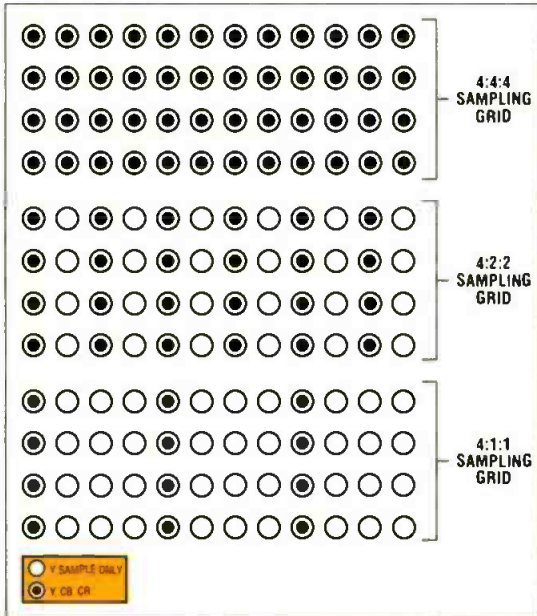 4:4:4
SAMPLING
GRID
4:2:2
SAMPLING
GRID
4:1:1
SAMPLING
GRID
Y SAMPLE ONLY
Y CB CR